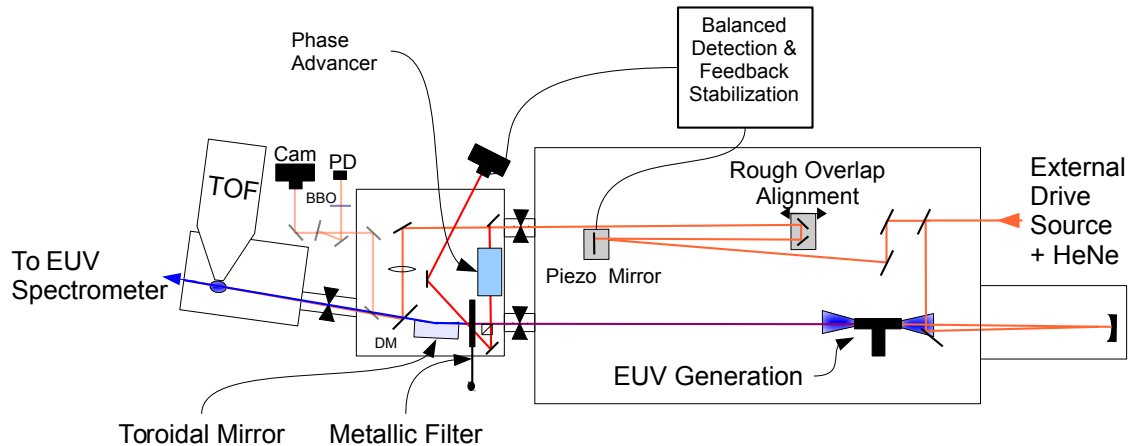 Phase
Advancer
Balanced
Detection &
Feedback
Stabilization
Cam
PD
BBO
TOF
Rough Overlap
Alignment
External
Drive
Source
+ HeNe
To EUV
Spectrometer
Piezo Mirror
DM
EUV Generation
Toroidal Mirror
Metallic Filter